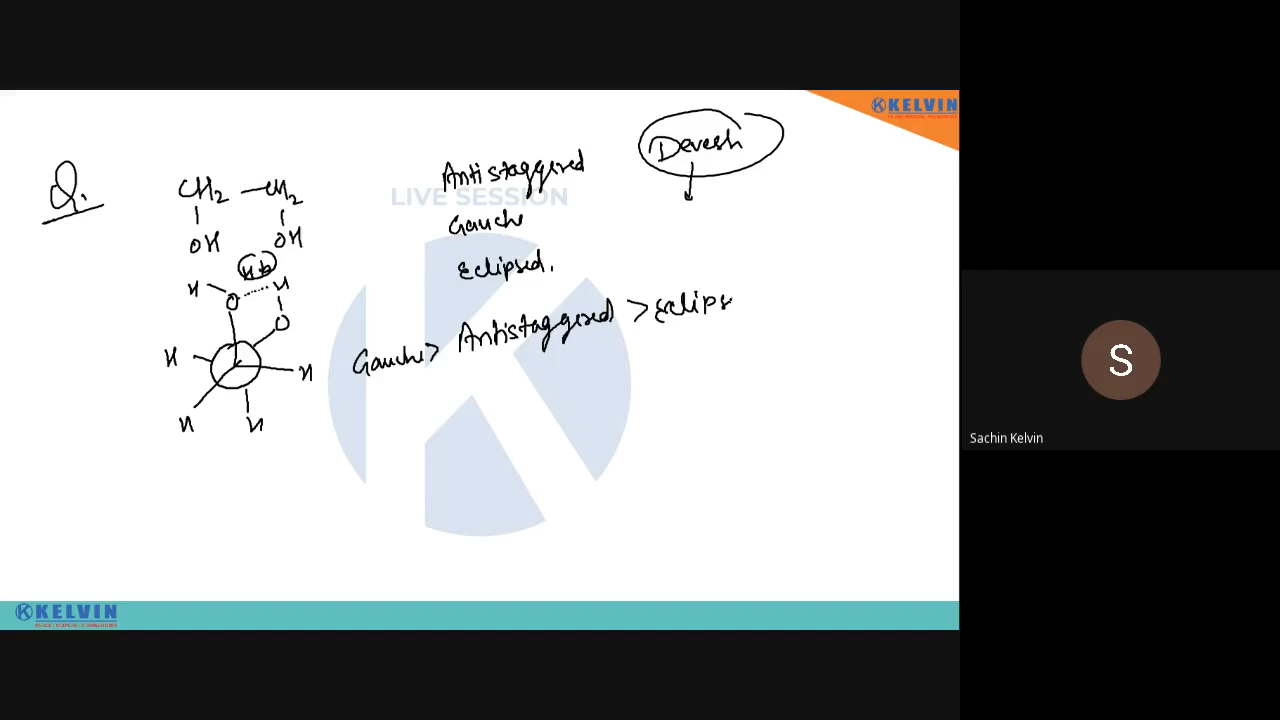 KELVIN
Devesh
Q.
CH2 — CH2
OH OH
Antistaggered
LIVE SESSION
Gauche
Eclipsed.
H.b
H O H
O
H H
H H
Gauche > Antistaggered > Eclips
S
Sachin Kelvin
KELVIN